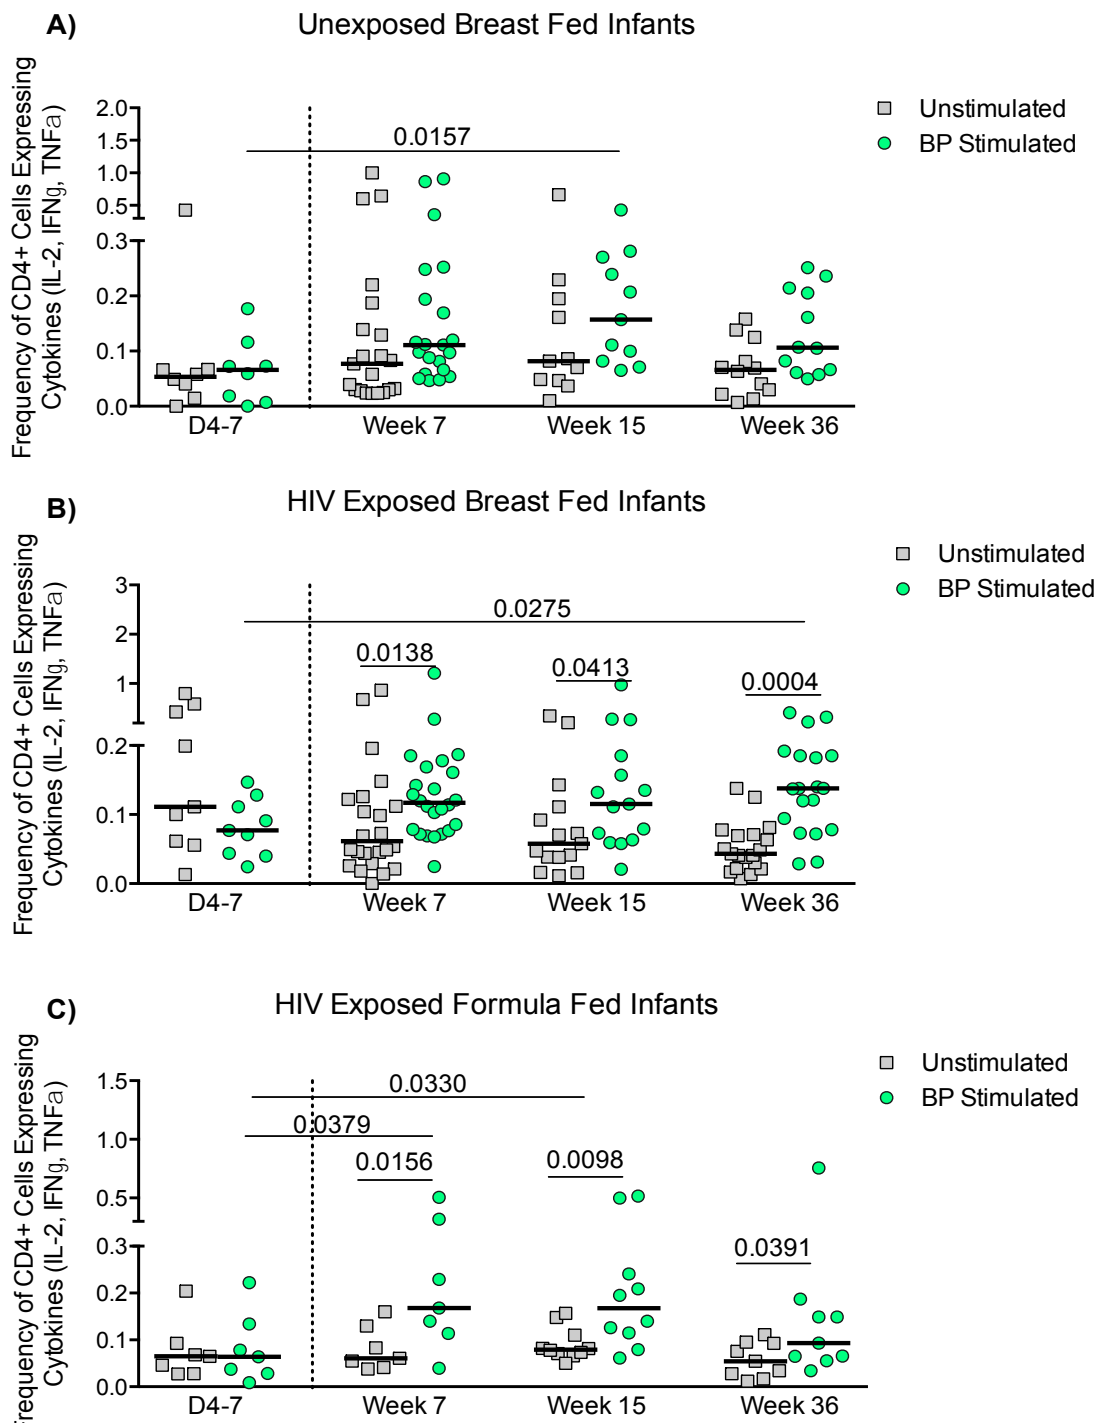 A)
Unexposed Breast Fed Infants
Frequency of CD4+ Cells Expressing
Cytokines (IL-2, IFNg, TNFa)
2.0
1.5
1.0
0.5
0.3
0.2
0.1
0.0
0.0157
Unstimulated
BP Stimulated
D4-7 Week 7 Week 15 Week 36
B)
HIV Exposed Breast Fed Infants
Frequency of CD4+ Cells Expressing
Cytokines (IL-2, IFNg, TNFa)
3
2
1
0.2
0.1
0.0
0.0275
0.0138
0.0413
0.0004
Unstimulated
BP Stimulated
D4-7 Week 7 Week 15 Week 36
C)
HIV Exposed Formula Fed Infants
Frequency of CD4+ Cells Expressing
Cytokines (IL-2, IFNg, TNFa)
1.5
1.0
0.5
0.3
0.2
0.1
0.0
0.0330
0.0379
0.0156
0.0098
0.0391
Unstimulated
BP Stimulated
D4-7 Week 7 Week 15 Week 36